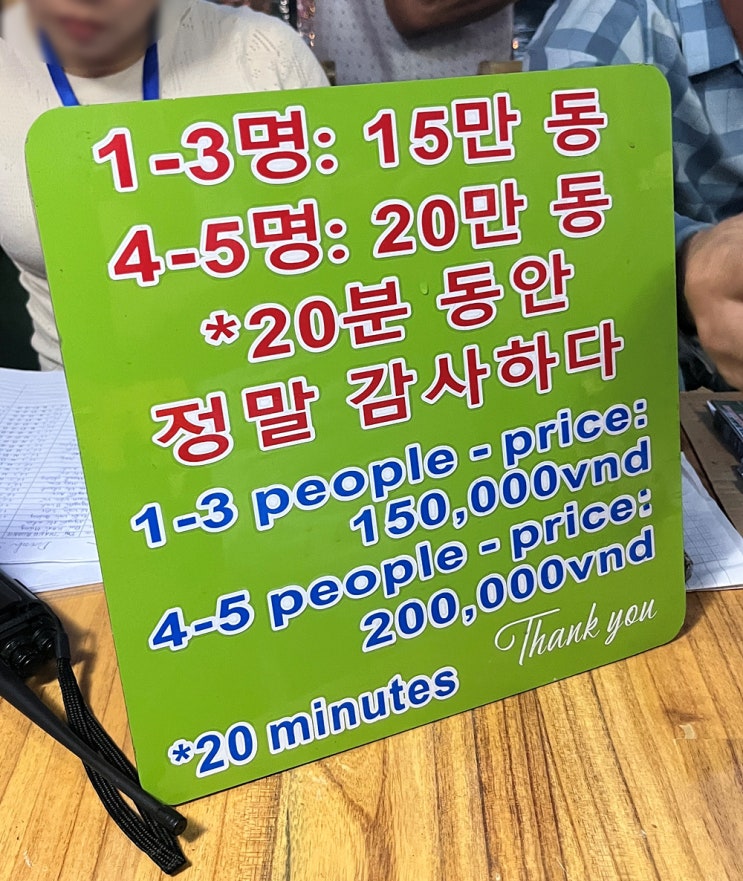 1-3명: 15만 동
4-5명: 20만 동
*20분 동안
정말 감사하다
1-3 people - price:
150,000vnd
4-5 people - price:
200,000vnd
Thank you
*20 minutes